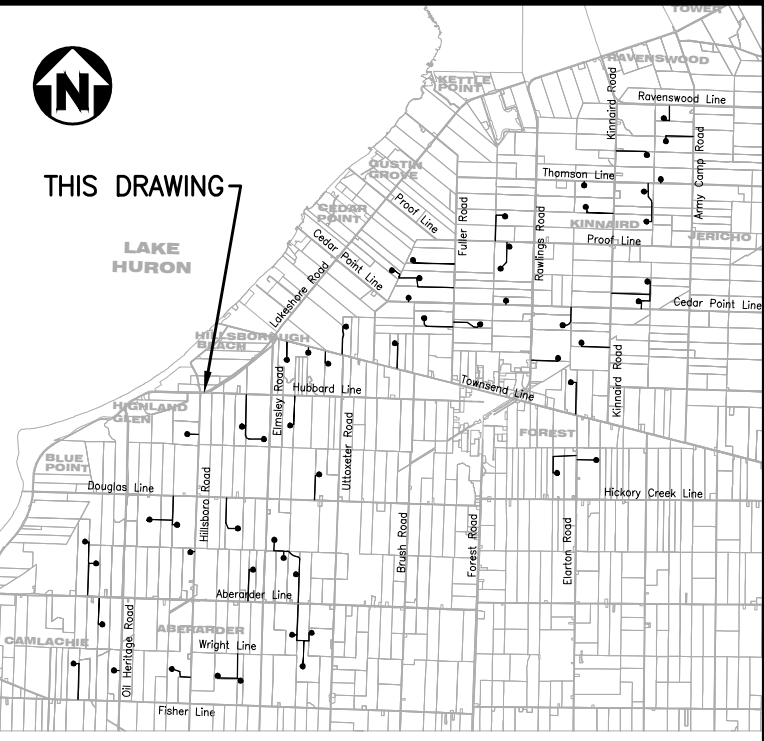 TOWER
RAVENSWOOD
N
KETTLE
POINT
Kinnaird Road
Ravenswood Line
Army Camp Road
THIS DRAWING
GUSTIN
GROVE
Thomson Line
Proof Line
CEDAR
POINT
Fuller Road
Rawlings Road
KINNAIRD
JERICHO
Proof Line
LAKE
HURON
Cedar Point Line
Lakeshore Road
Cedar Point Line
HILLSBOROUGH
BEACH
Kinnaird Road
Townsend Line
Hubbard Line
Elmsley Road
HIGHLAND
GLEN
Uttoxeter Road
FOREST
BLUE
POINT
Douglas Line
Hickory Creek Line
Hillsboro Road
Brush Road
Forest Road
Elarton Road
Aberarder Line
Oil Heritage Road
ABERARDER
CAMLACHIE
Wright Line
Fisher Line